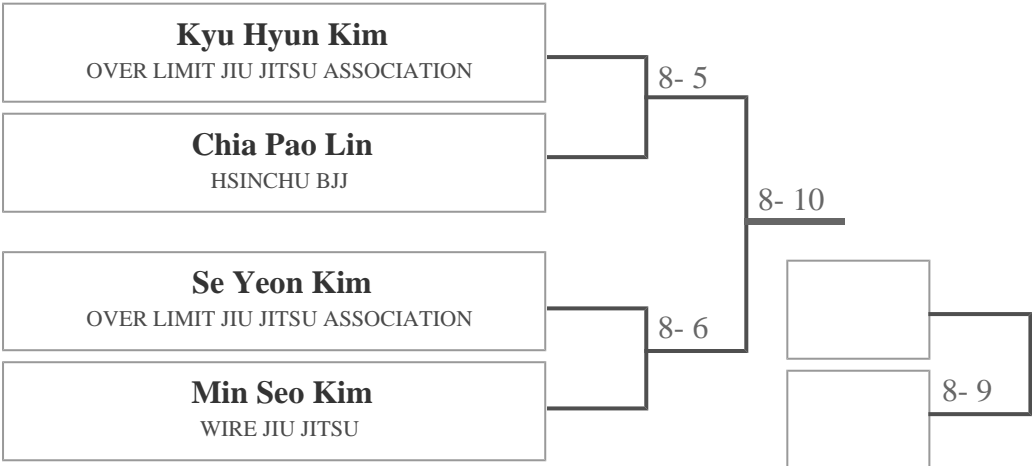 Kyu Hyun Kim
OVER LIMIT JIU JITSU ASSOCIATION
8- 5
Chia Pao Lin
HSINCHU BJJ
8- 10
Se Yeon Kim
OVER LIMIT JIU JITSU ASSOCIATION
8- 6
Min Seo Kim
WIRE JIU JITSU
8- 9